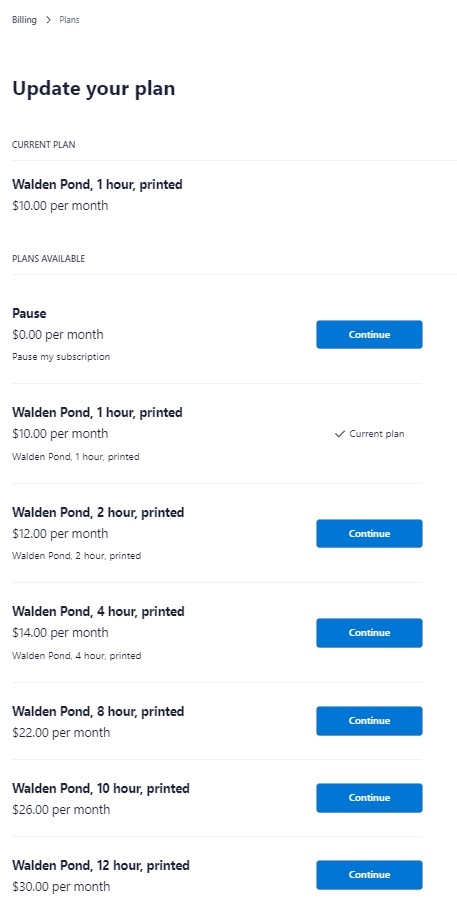 Billing > Plans
Update your plan
CURRENT PLAN
Walden Pond, 1 hour, printed
$10.00 per month
PLANS AVAILABLE
Pause
$0.00 per month
Pause my subscription
Continue
Walden Pond, 1 hour, printed
$10.00 per month
Walden Pond, 1 hour, printed
✓ Current plan
Walden Pond, 2 hour, printed
$12.00 per month
Walden Pond, 2 hour, printed
Continue
Walden Pond, 4 hour, printed
$14.00 per month
Walden Pond, 4 hour, printed
Continue
Walden Pond, 8 hour, printed
$22.00 per month
Continue
Walden Pond, 10 hour, printed
$26.00 per month
Continue
Walden Pond, 12 hour, printed
$30.00 per month
Continue